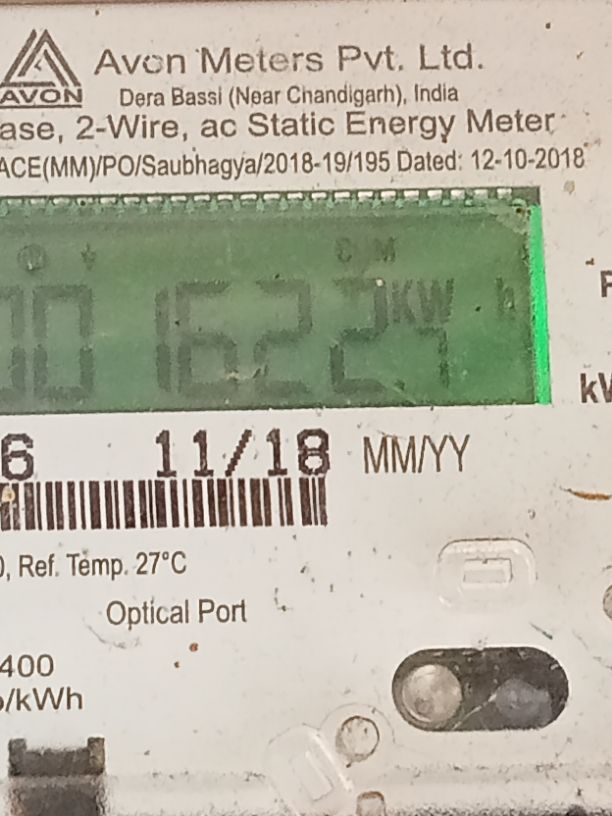 Avon Meters Pvt. Ltd.
AVON
Dera Bassi (Near Chandigarh), India
ase, 2-Wire, ac Static Energy Meter
ACE(MM)/PO/Saubhagya/2018-19/195 Dated: 12-10-2018
C M
00 1622 KW h
6 11/18 MM/YY
0, Ref. Temp. 27°C
Optical Port
400
/kWh